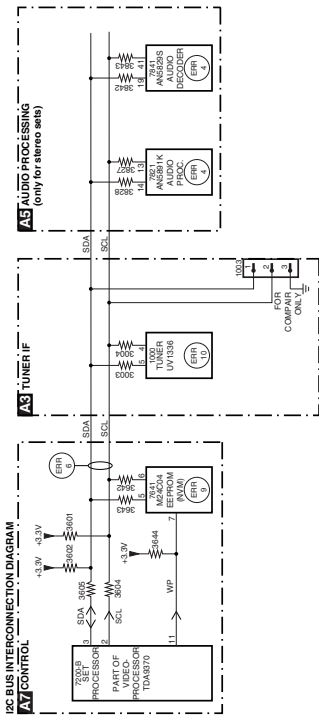 I2C BUS INTERCONNECTION DIAGRAM
A7 CONTROL
7200-B
SET
PROCESSOR
PART OF
VIDEO-
PROCESSOR
TDA9370
3
2
11
SDA
SCL
WP
3605
3604
+3.3V
3602
+3.3V
3601
+3.3V
3644
ERR
6
3643
3642
5
6
7
7641
M24C04
EEPROM
(NVM)
ERR
9
SDA
SCL
A3 TUNER IF
3003
3004
5
4
1000
TUNER
UV1336
ERR
10
1003
1
2
3
FOR
COMPAIR
ONLY
SDA
SCL
A5 AUDIO PROCESSING
(only for stereo sets)
3828
3827
14
13
7821
AN5891K
AUDIO
PROC.
ERR
4
3842
3843
19
41
7841
AN5829S
AUDIO
DECODER
ERR
4